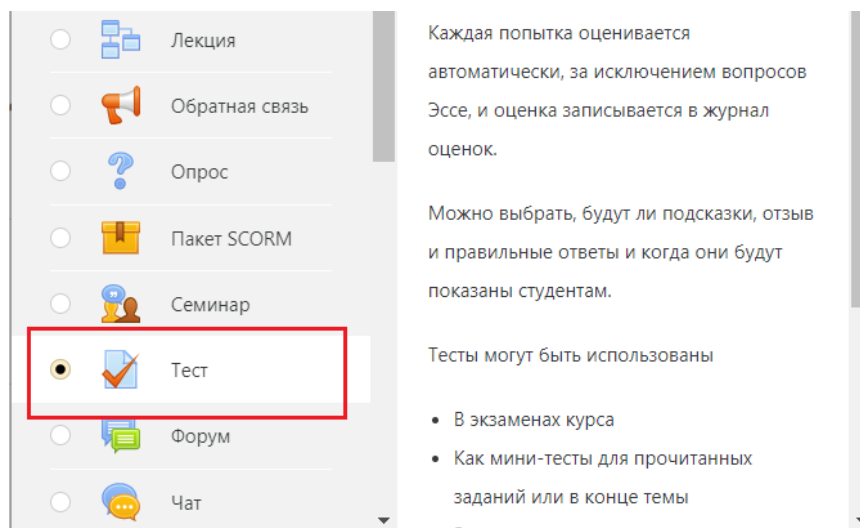 Лекция
Обратная связь
Опрос
Пакет SCORM
Семинар
Тест
Форум
Чат
Каждая попытка оценивается
автоматически, за исключением вопросов
Эссе, и оценка записывается в журнал
оценок.
Можно выбрать, будут ли подсказки, отзыв
и правильные ответы и когда они будут
показаны студентам.
Тесты могут быть использованы
• В экзаменах курса
• Как мини-тесты для прочитанных
заданий или в конце темы